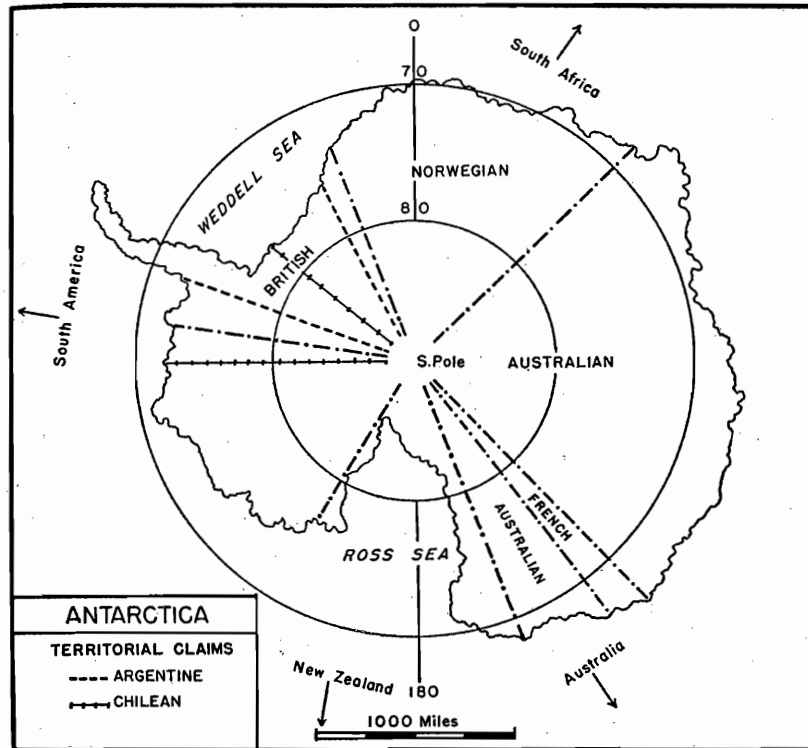 0
South Africa
70
WEDDELL SEA
NORWEGIAN
80
BRITISH
South America
S.Pole
AUSTRALIAN
FRENCH
AUSTRALIAN
ROSS SEA
ANTARCTICA
TERRITORIAL CLAIMS
ARGENTINE
CHILEAN
New Zealand
180
Australia
1000 Miles